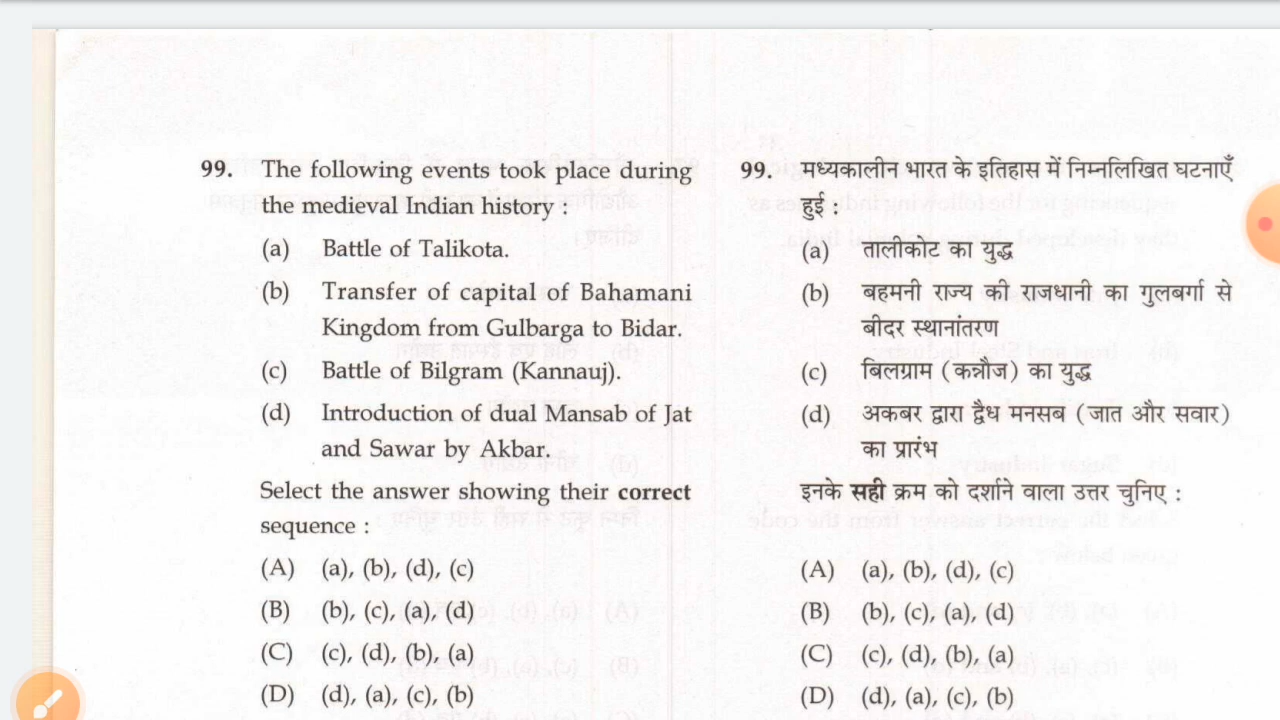 99. The following events took place during
the medieval Indian history :
(a) Battle of Talikota.
(b) Transfer of capital of Bahamani
Kingdom from Gulbarga to Bidar.
(c) Battle of Bilgram (Kannauj).
(d) Introduction of dual Mansab of Jat
and Sawar by Akbar.
Select the answer showing their correct
sequence :
(A) (a), (b), (d), (c)
(B) (b), (c), (a), (d)
(C) (c), (d), (b), (a)
(D) (d), (a), (c), (b)
99. मध्यकालीन भारत के इतिहास में निम्नलिखित घटनाएँ
हुई :
(a) तालीकोट का युद्ध
(b) बहमनी राज्य की राजधानी का गुलबर्गा से
बीदर स्थानांतरण
(c) बिलग्राम (कन्नौज) का युद्ध
(d) अकबर द्वारा द्वैध मनसब (जात और सवार)
का प्रारंभ
इनके सही क्रम को दर्शाने वाला उत्तर चुनिए :
(A) (a), (b), (d), (c)
(B) (b), (c), (a), (d)
(C) (c), (d), (b), (a)
(D) (d), (a), (c), (b)